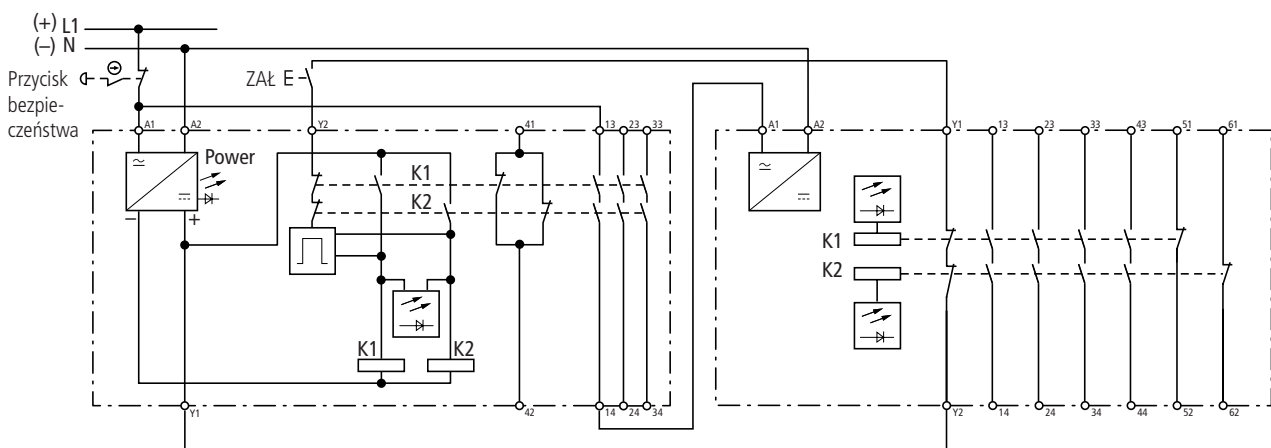 (+) L1
(–) N
Przycisk
bezpie-
czeństwa
ZAŁ E
A1 A2 Y2 41 13 23 33
A1 A2 Y1 13 23 33 43 51 61
Power
– +
K1
K2
K1 K2
K1
K2
Y1 42 14 24 34
Y2 14 24 34 44 52 62